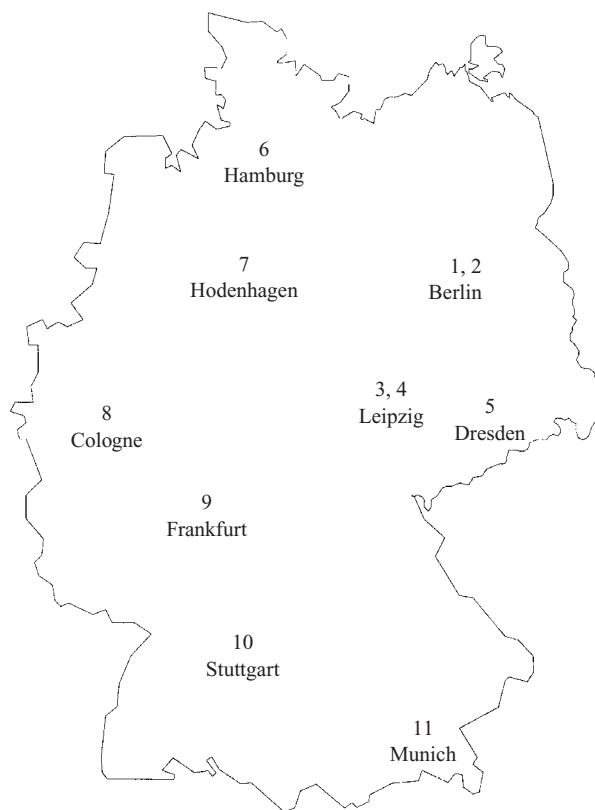 6
Hamburg
7
Hodenhagen
1, 2
Berlin
3, 4
Leipzig
5
Dresden
8
Cologne
9
Frankfurt
10
Stuttgart
11
Munich